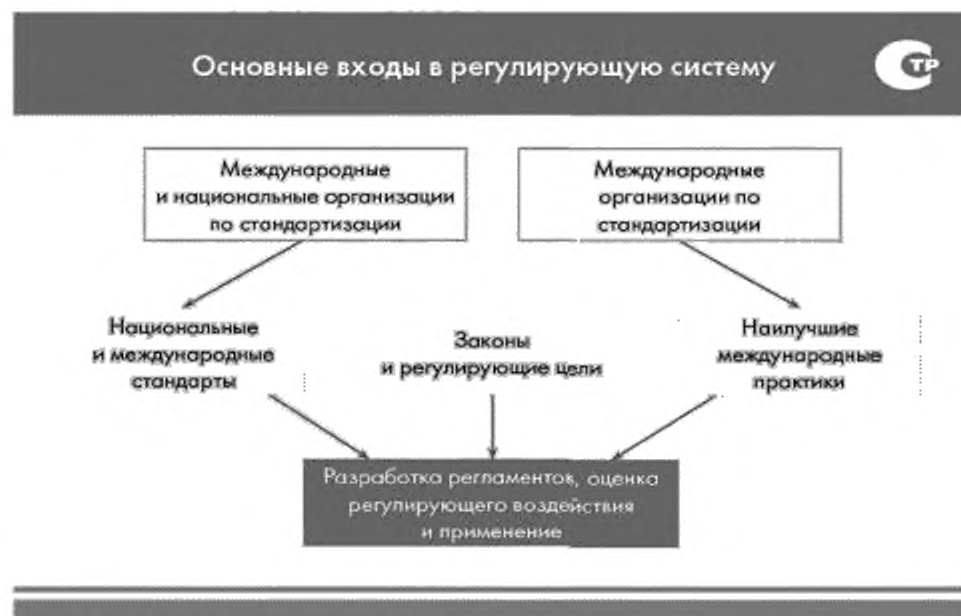 Основные входы в регулирующую систему
СТР
Международные
и национальные организации
по стандартизации
Международные
организации по
стандартизации
Национальные
и международные
стандарты
Законы
и регулирующие цели
Наилучшие
международные
практики
Разработка регламентов, оценка
регулирующего воздействия
и применение